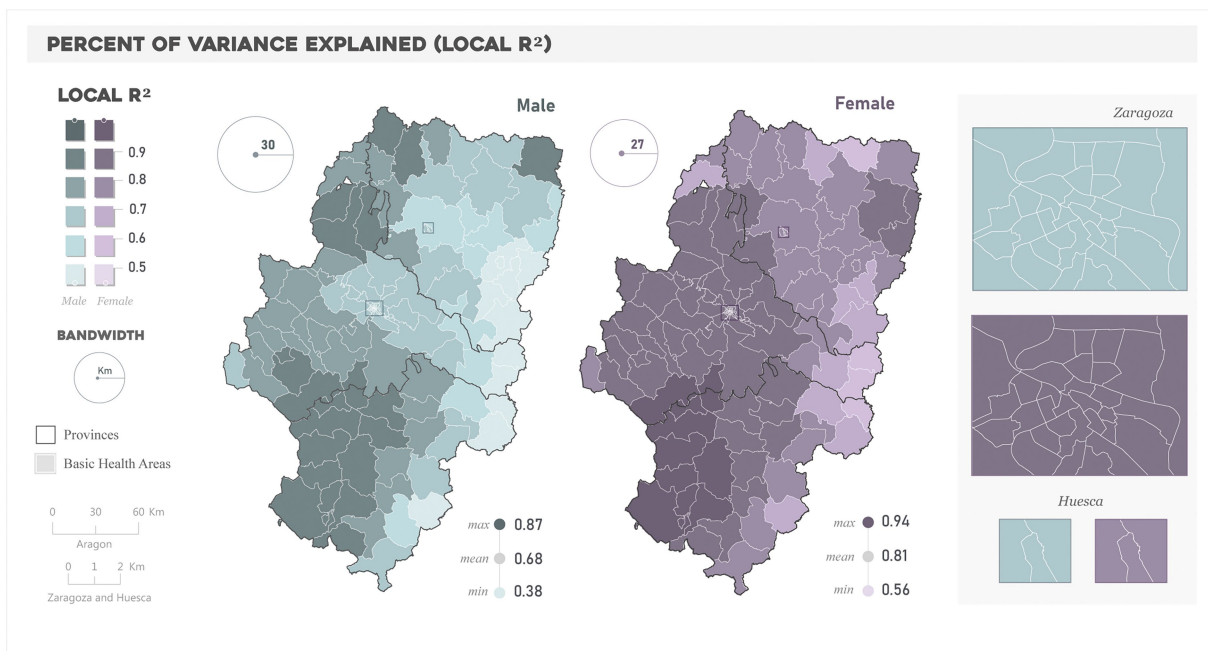 PERCENT OF VARIANCE EXPLAINED (LOCAL R²)
LOCAL R²
0.9
0.8
0.7
0.6
0.5
Male Female
BANDWIDTH
Km
Provinces
Basic Health Areas
0 30 60 Km
Aragon
0 1 2 Km
Zaragoza and Huesca
Male
30
max 0.87
mean 0.68
min 0.38
Female
27
max 0.94
mean 0.81
min 0.56
Zaragoza
Huesca